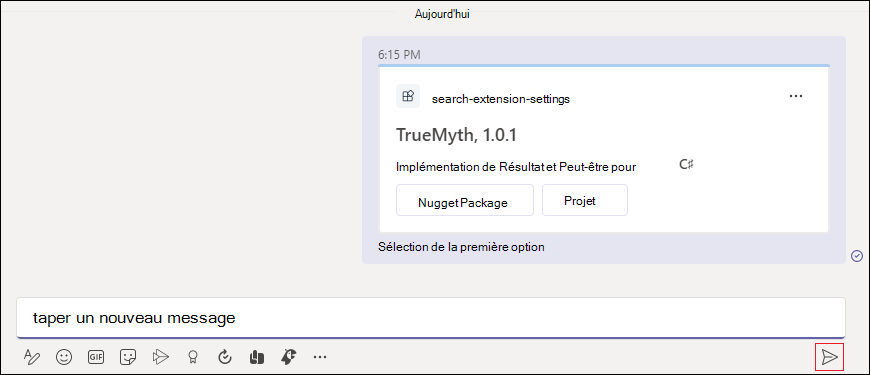 Aujourd'hui
6:15 PM
search-extension-settings
TrueMyth, 1.0.1
Implémentation de Résultat et Peut-être pour C♯
Nugget Package Projet
Sélection de la première option
taper un nouveau message
GIF